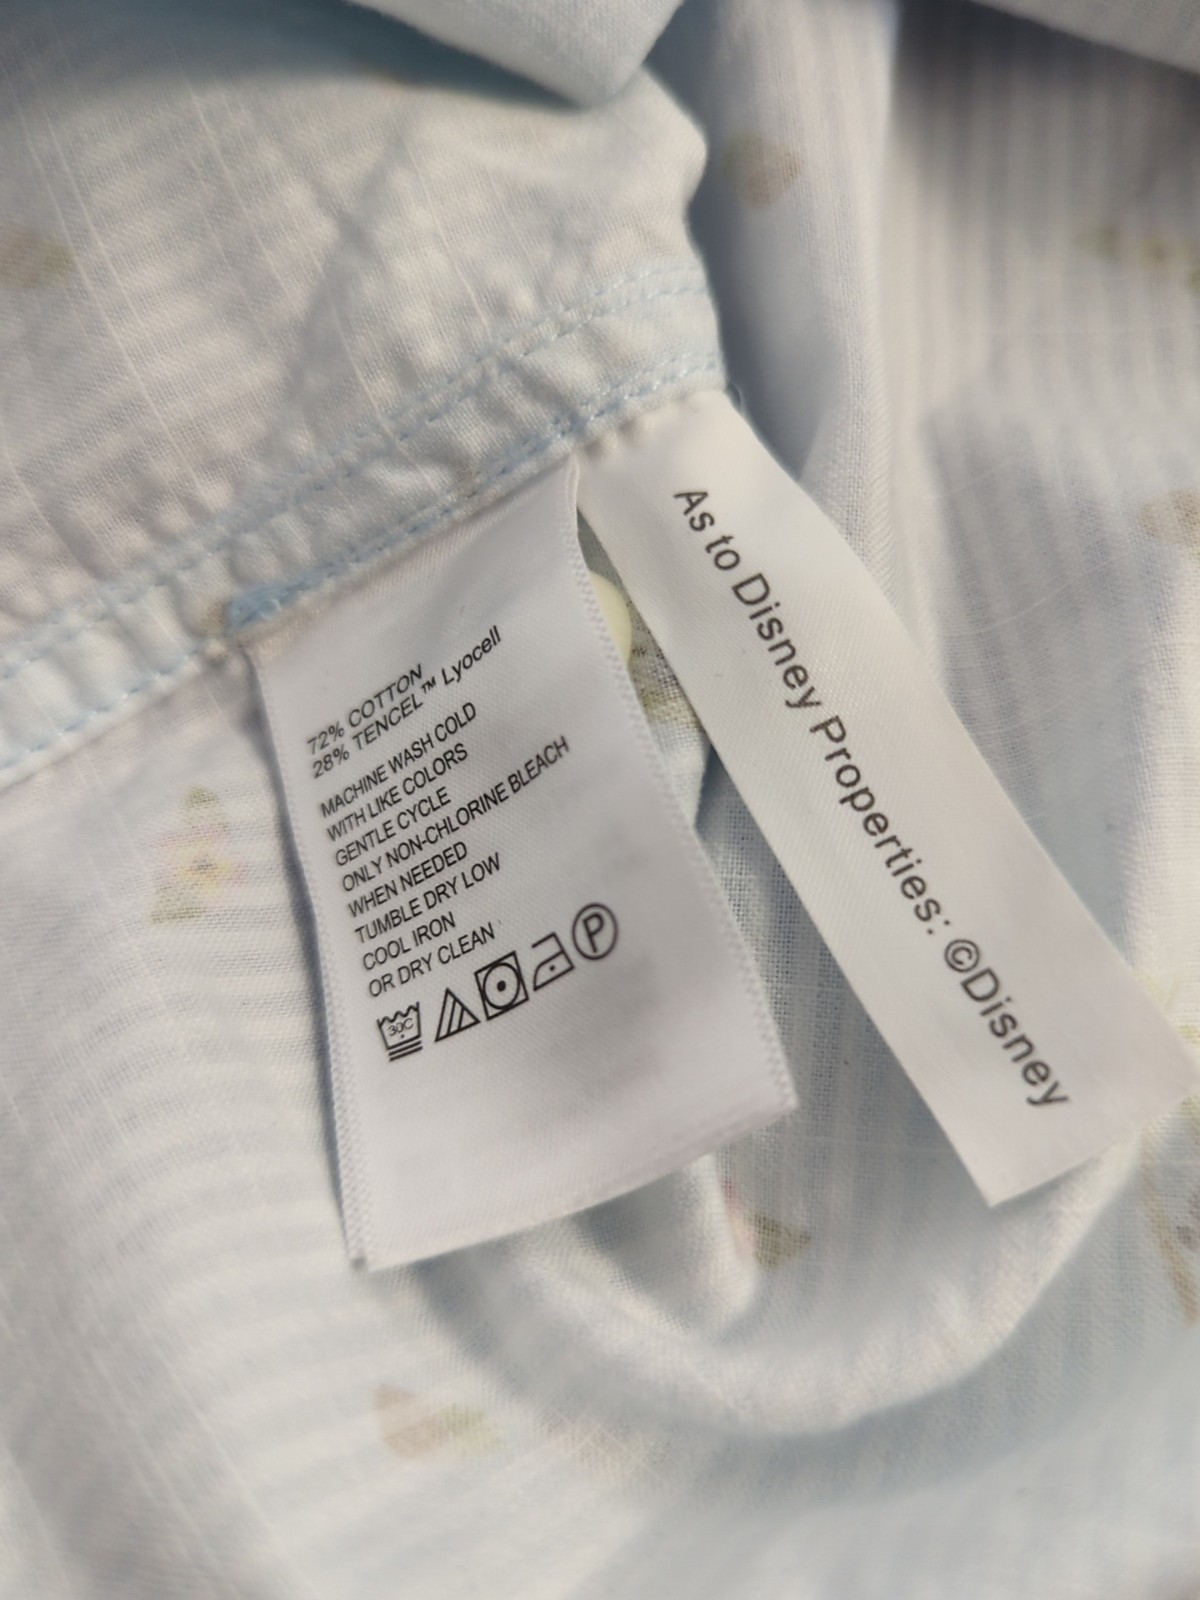 72% COTTON
28% TENCEL™ Lyocell
MACHINE WASH COLD
WITH LIKE COLORS
GENTLE CYCLE
ONLY NON-CHLORINE BLEACH
WHEN NEEDED
TUMBLE DRY LOW
COOL IRON
OR DRY CLEAN
30C
P
As to Disney Properties: ©Disney